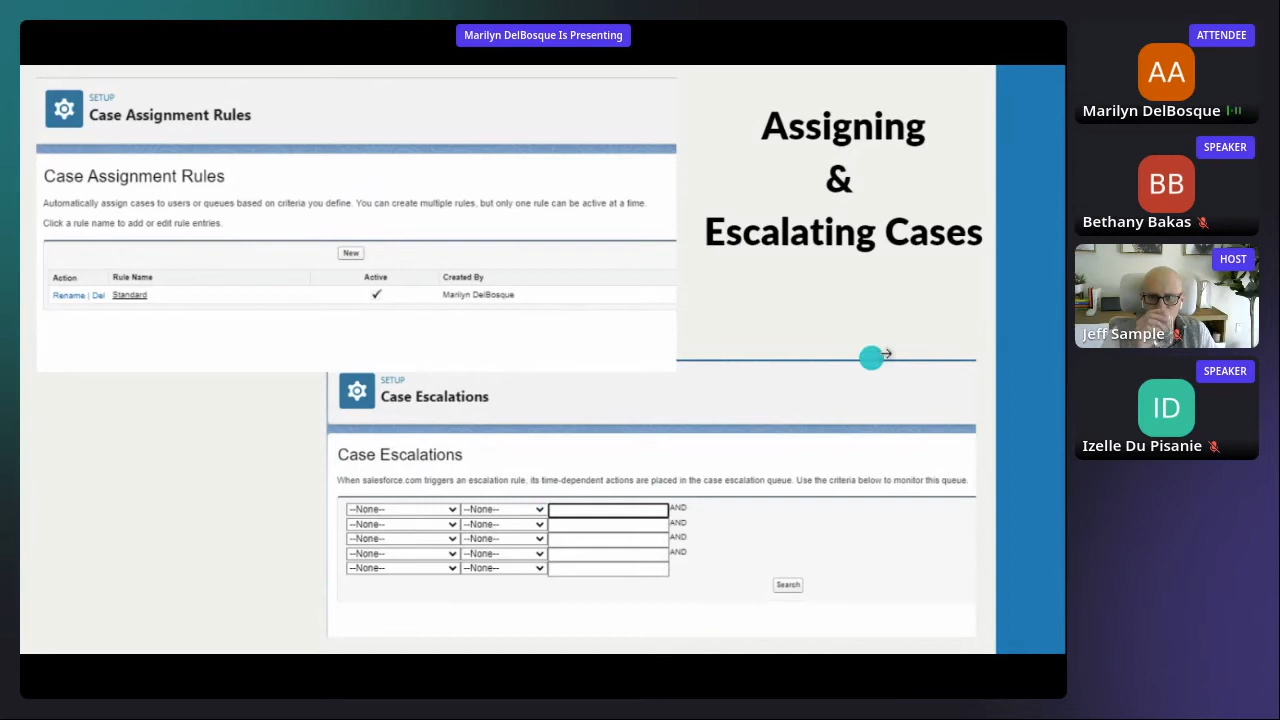 Marilyn DelBosque Is Presenting
SETUP
Case Assignment Rules
Case Assignment Rules
Automatically assign cases to users or queues based on criteria you define. You can create multiple rules, but only one rule can be active at a time.
Click a rule name to add or edit rule entries.
New
Action Rule Name Active Created By
Rename | Del Standard Marilyn DelBosque
Assigning
&
Escalating Cases
SETUP
Case Escalations
Case Escalations
When salesforce.com triggers an escalation rule, its time-dependent actions are placed in the case escalation queue. Use the criteria below to monitor this queue.
--None-- --None-- AND
--None-- --None-- AND
--None-- --None-- AND
--None-- --None-- AND
--None-- --None--
Search
ATTENDEE
AA
Marilyn DelBosque
SPEAKER
BB
Bethany Bakas
HOST
Jeff Sample
SPEAKER
ID
Izelle Du Pisanie